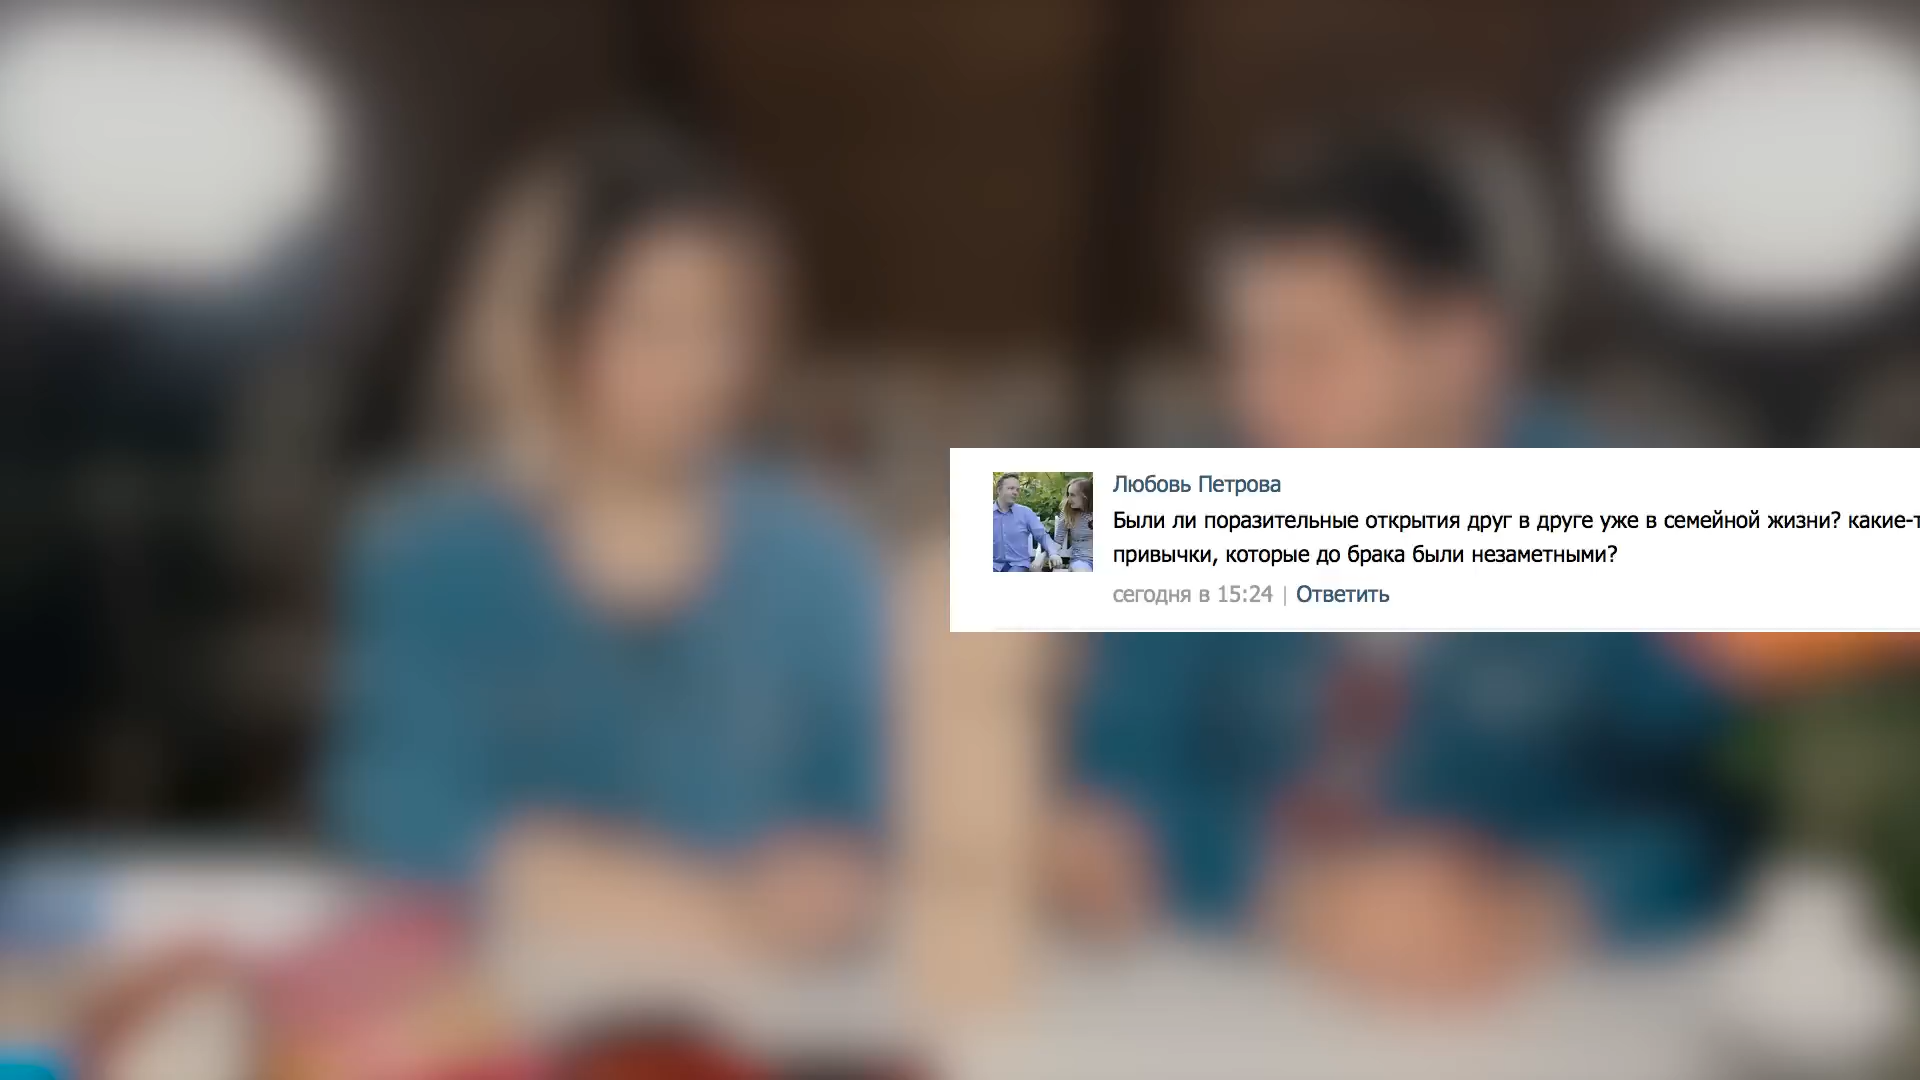 Любовь Петрова
Были ли поразительные открытия друг в друге уже в семейной жизни?
привычки, которые до брака были незаметными?
сегодня в 15:24 | Ответить